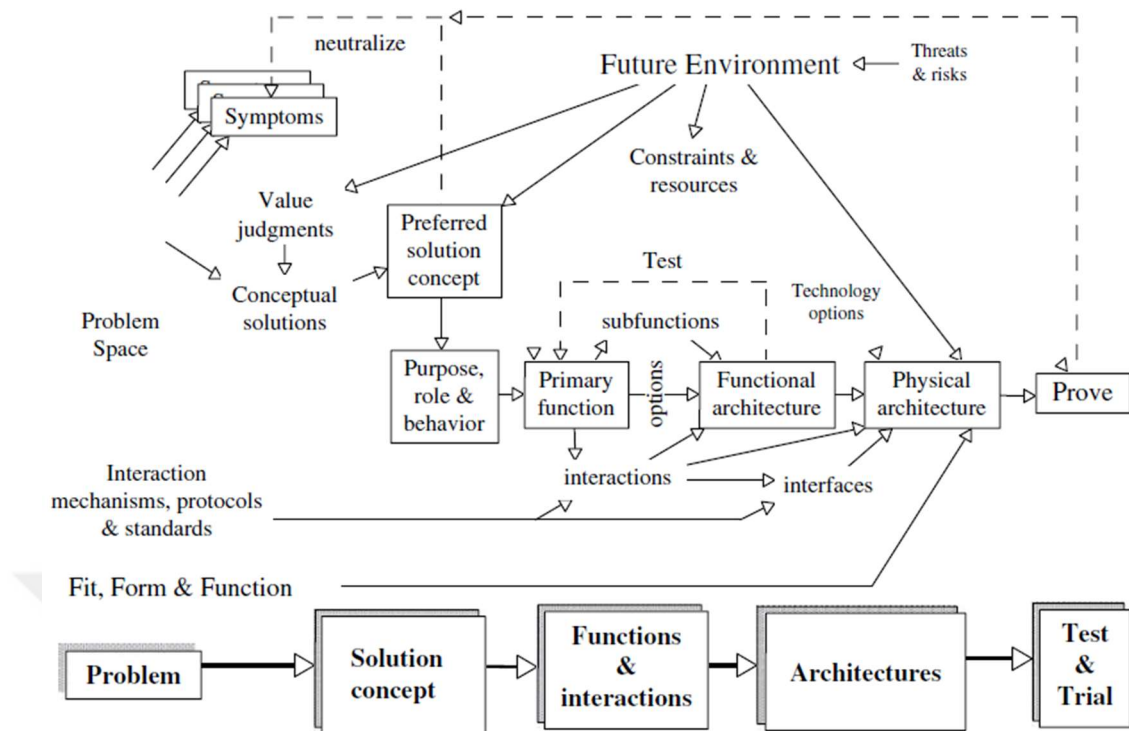 neutralize
Future Environment
Threats
& risks
Symptoms
Constraints &
resources
Value
judgments
Preferred
solution
concept
Test
Conceptual
solutions
Technology
options
Problem
Space
subfunctions
Purpose,
role &
behavior
Primary
function
options
Functional
architecture
Physical
architecture
Prove
Interaction
mechanisms, protocols
& standards
interactions
interfaces
Fit, Form & Function
Problem
Solution
concept
Functions
&
interactions
Architectures
Test
&
Trial